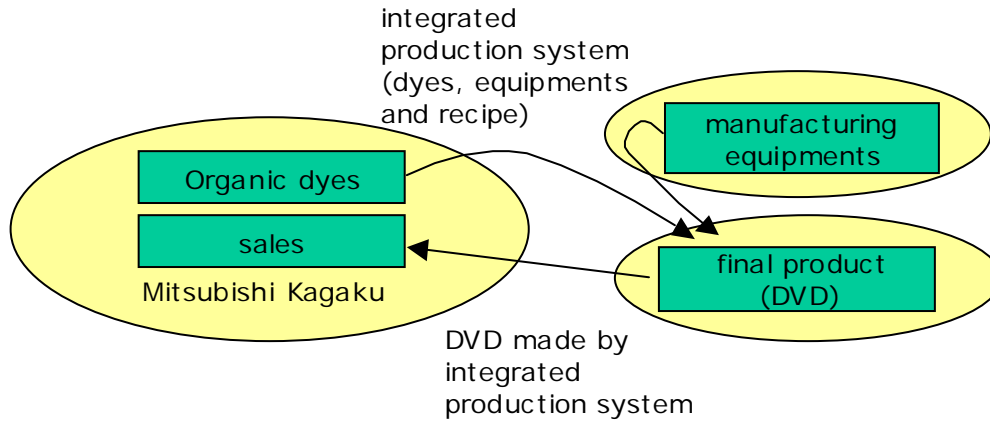 integrated
production system
(dyes, equipments
and recipe)
manufacturing
equipments
Organic dyes
sales
Mitsubishi Kagaku
final product
(DVD)
DVD made by
integrated
production system